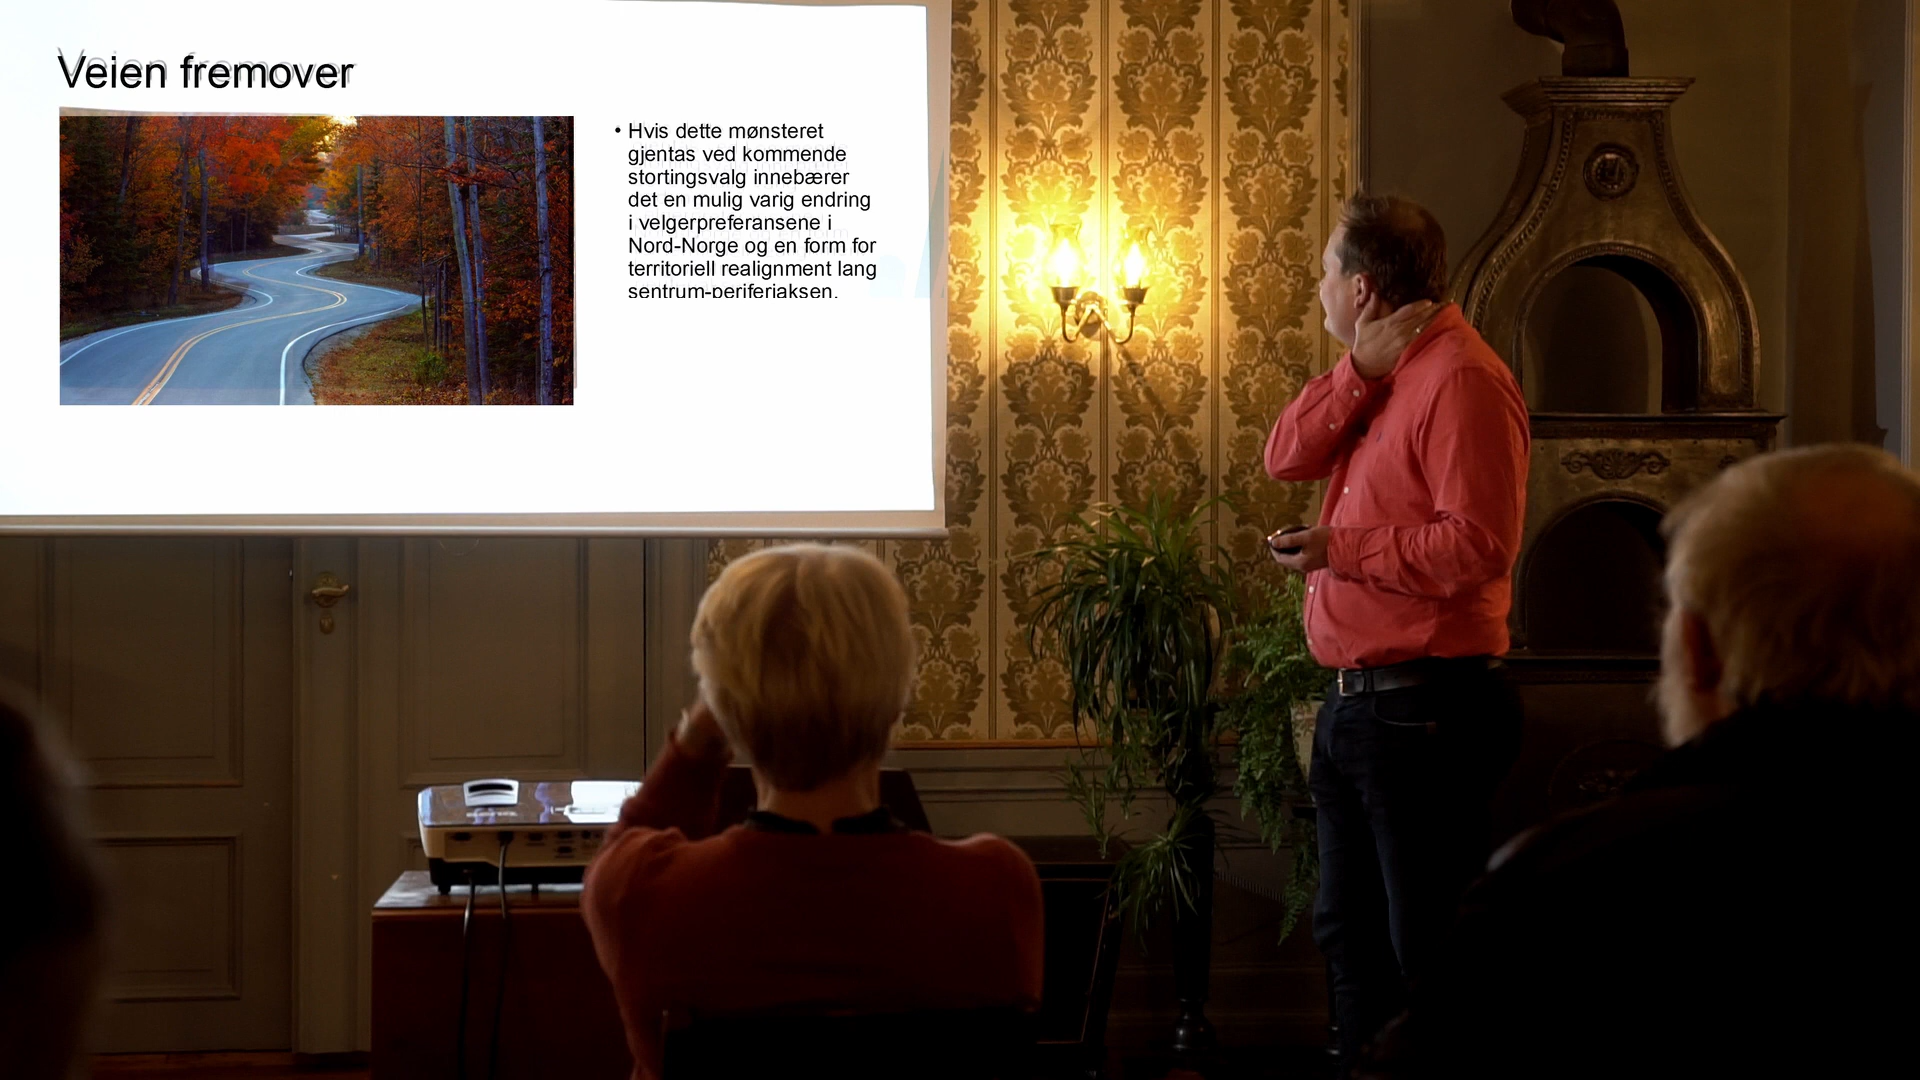 Veien fremover
• Hvis dette mønsteret
gjentas ved kommende
stortingsvalg innebærer
det en mulig varig endring
i velgerpreferansene i
Nord-Norge og en form for
territoriell realignment lang
sentrum-periferiaksen.